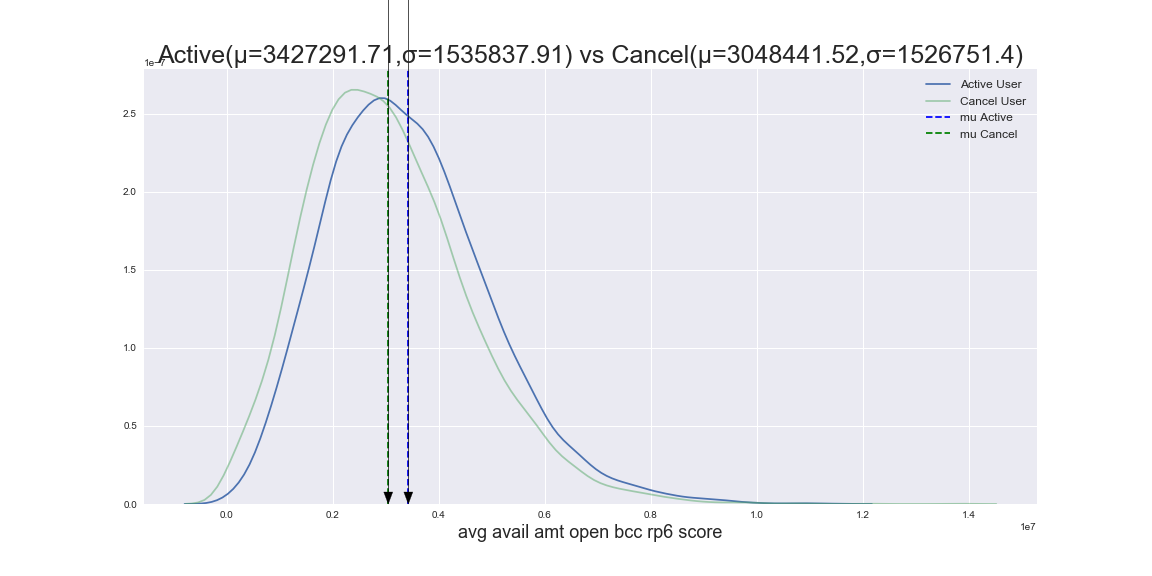 Active(μ=3427291.71,σ=1535837.91) vs Cancel(μ=3048441.52,σ=1526751.4)
1e−7
Active User
Cancel User
mu Active
mu Cancel
2.5
2.0
1.5
1.0
0.5
0.0
0.0 0.2 0.4 0.6 0.8 1.0 1.2 1.4
1e7
avg avail amt open bcc rp6 score